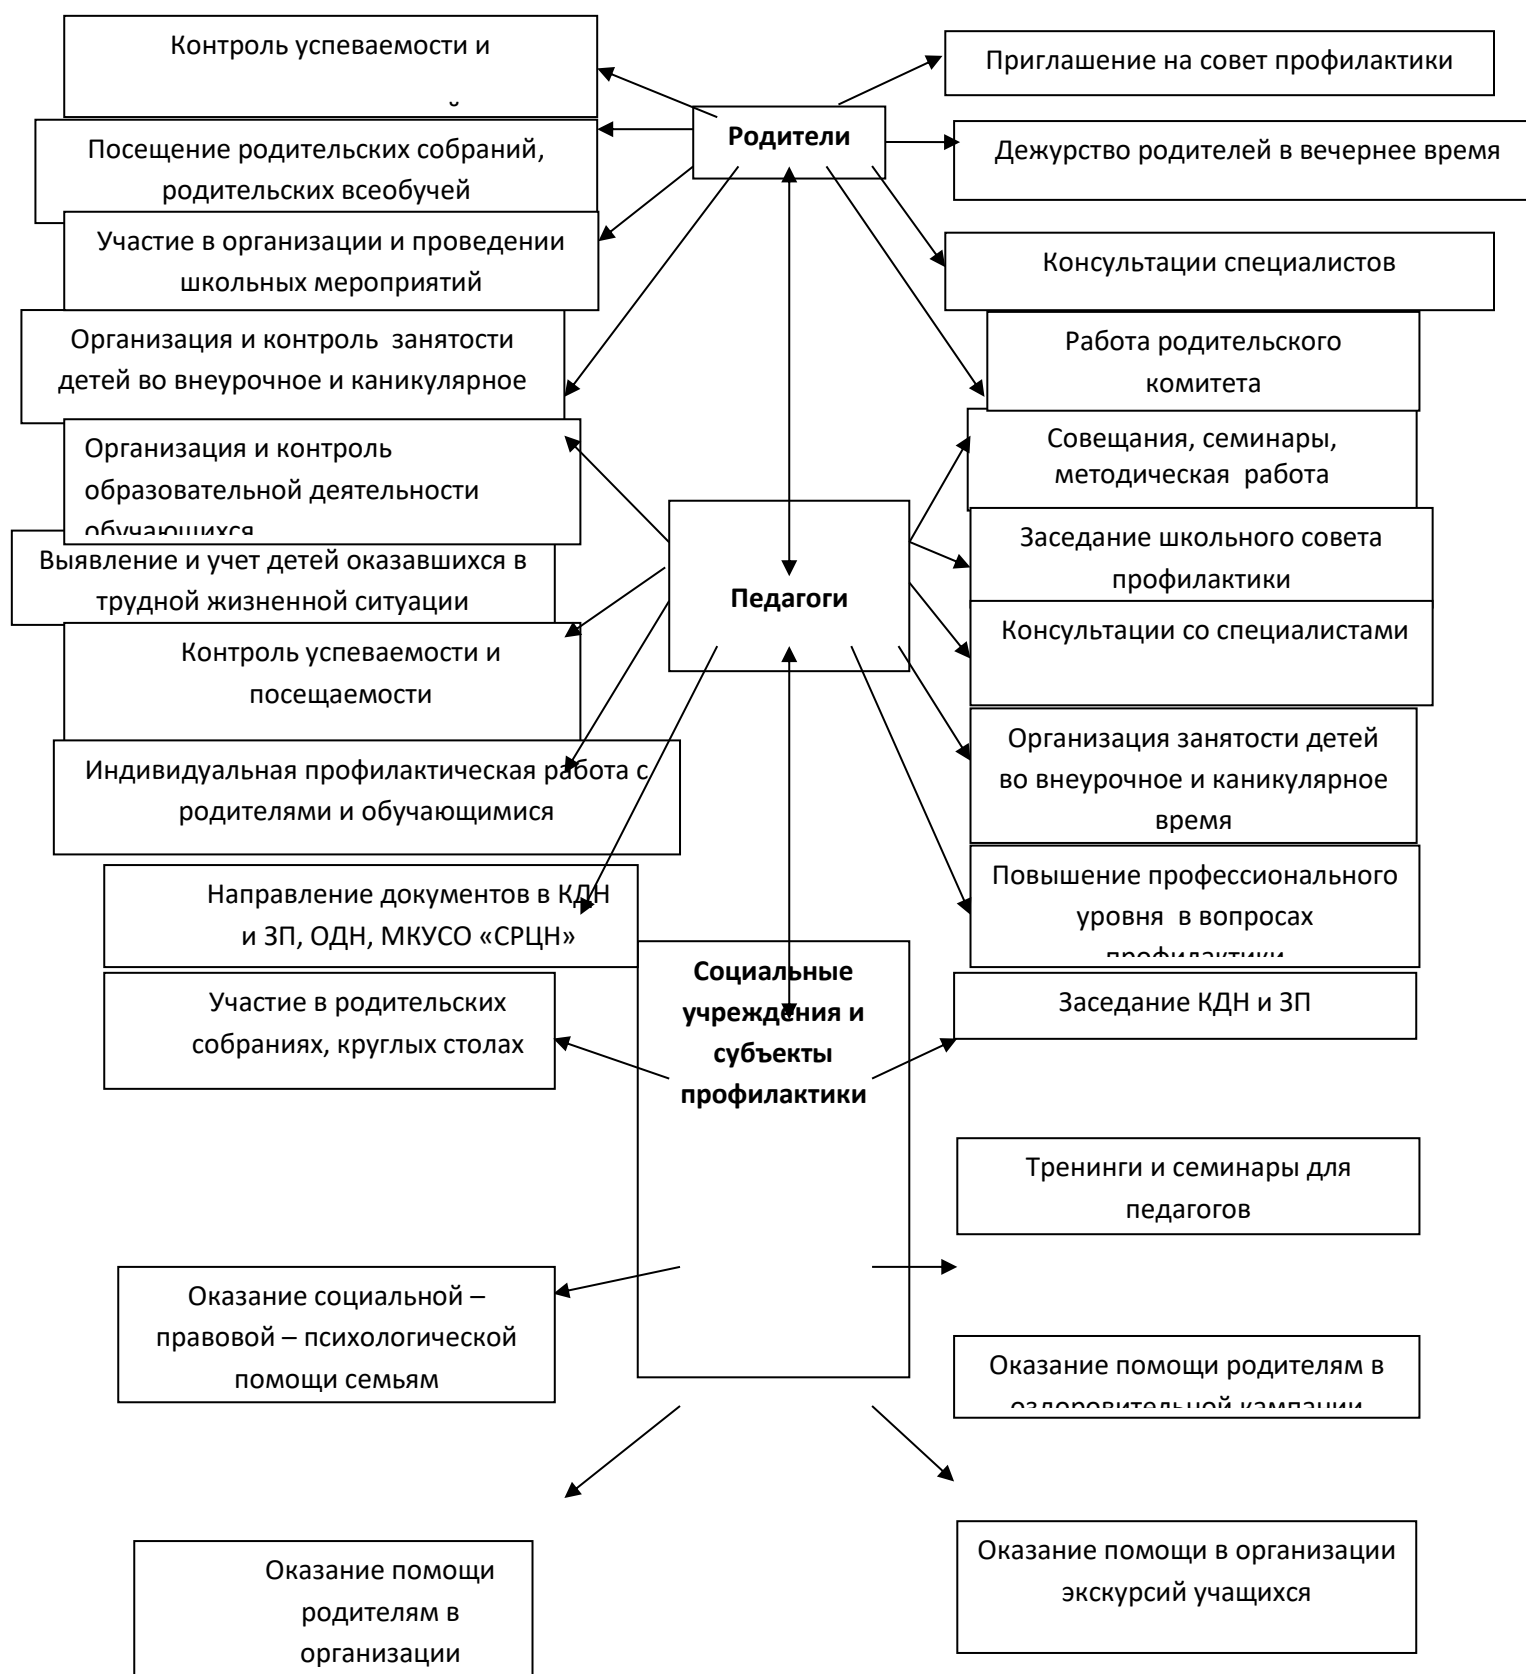 Контроль успеваемости и
Приглашение на совет профилактики
Родители
Посещение родительских собраний,
родительских всеобучей
Дежурство родителей в вечернее время
Участие в организации и проведении
школьных мероприятий
Консультации специалистов
Организация и контроль  занятости
детей во внеурочное и каникулярное
Работа родительского
комитета
Организация и контроль
образовательной деятельности
обучающихся
Совещания, семинары,
методическая  работа
Педагоги
Заседание школьного совета
профилактики
Выявление и учет детей оказавшихся в
трудной жизненной ситуации
Консультации со специалистами
Контроль успеваемости и
посещаемости
Организация занятости детей
во внеурочное и каникулярное
время
Индивидуальная профилактическая работа с
родителями и обучающимися
Повышение профессионального
уровня  в вопросах
профилактики
Направление документов в КДН
и ЗП, ОДН, МКУСО «СРЦН»
Социальные
учреждения и
субъекты
профилактики
Участие в родительских
собраниях, круглых столах
Заседание КДН и ЗП
Тренинги и семинары для
педагогов
Оказание социальной –
правовой – психологической
помощи семьям
Оказание помощи родителям в
оздоровительной кампании
Оказание помощи
родителям в
организации
Оказание помощи в организации
экскурсий учащихся